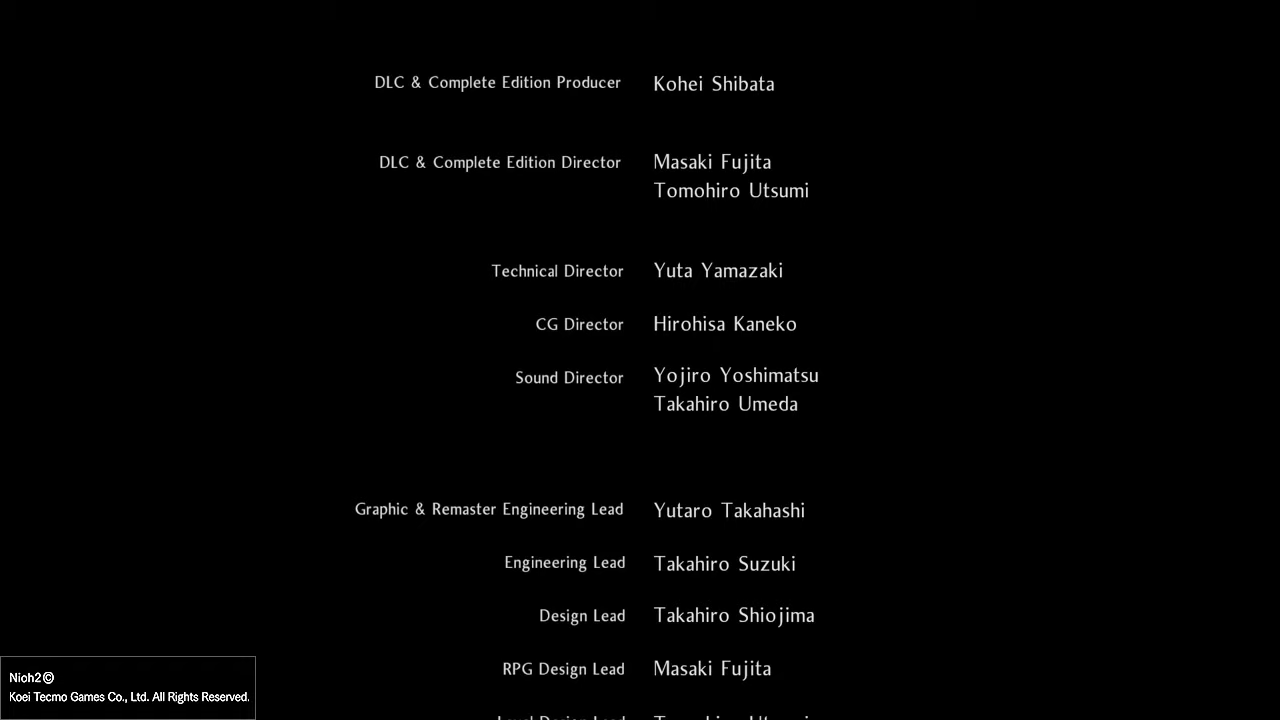 DLC & Complete Edition Producer Kohei Shibata
DLC & Complete Edition Director Masaki Fujita
Tomohiro Utsumi
Technical Director Yuta Yamazaki
CG Director Hirohisa Kaneko
Sound Director Yojiro Yoshimatsu
Takahiro Umeda
Graphic & Remaster Engineering Lead Yutaro Takahashi
Engineering Lead Takahiro Suzuki
Design Lead Takahiro Shiojima
RPG Design Lead Masaki Fujita
Nioh2©
Koei Tecmo Games Co., Ltd. All Rights Reserved.